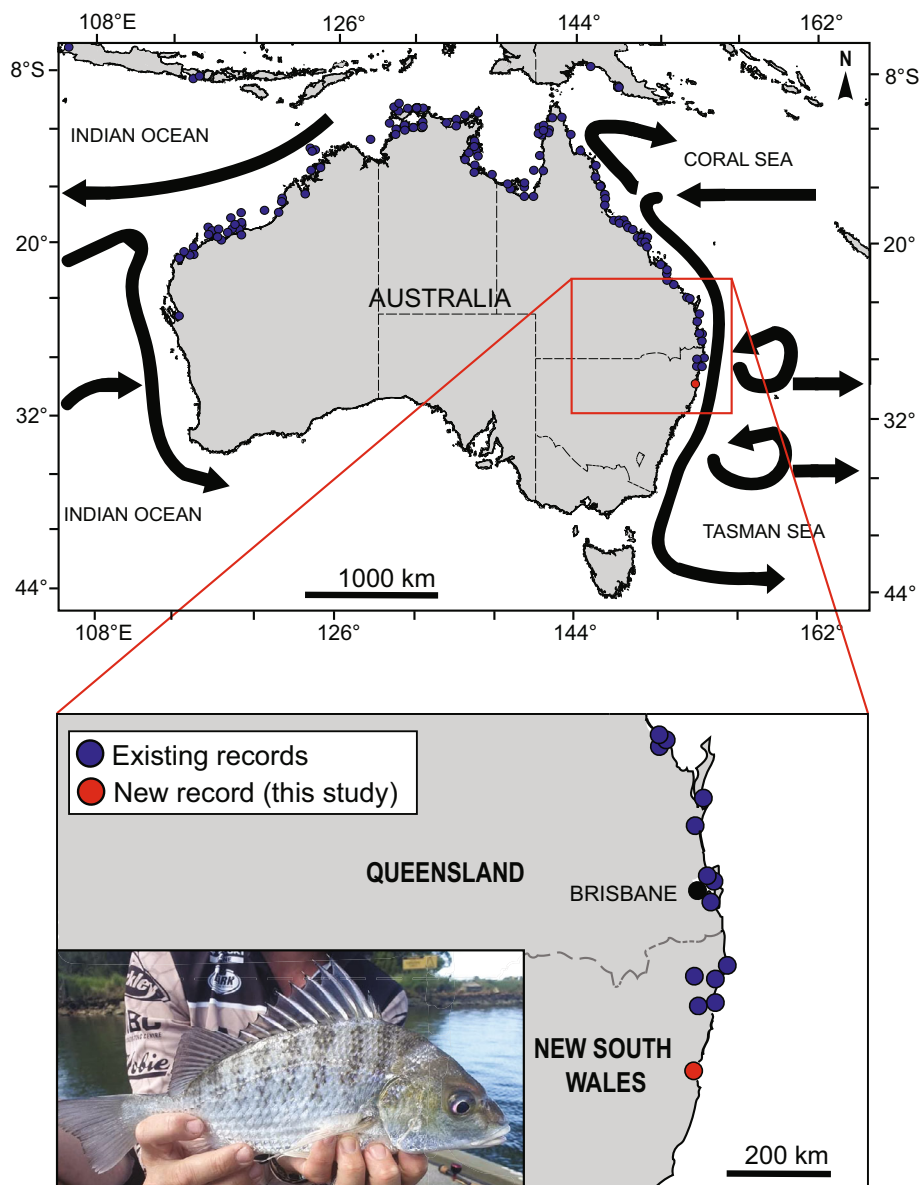 108°E 126° 144° 162°
8°S 8°S
N
INDIAN OCEAN
CORAL SEA
20° 20°
AUSTRALIA
32° 32°
INDIAN OCEAN
TASMAN SEA
1000 km
44° 44°
108°E 126° 144° 162°
Existing records
New record (this study)
QUEENSLAND
BRISBANE
ARK
NEW SOUTH
WALES
200 km